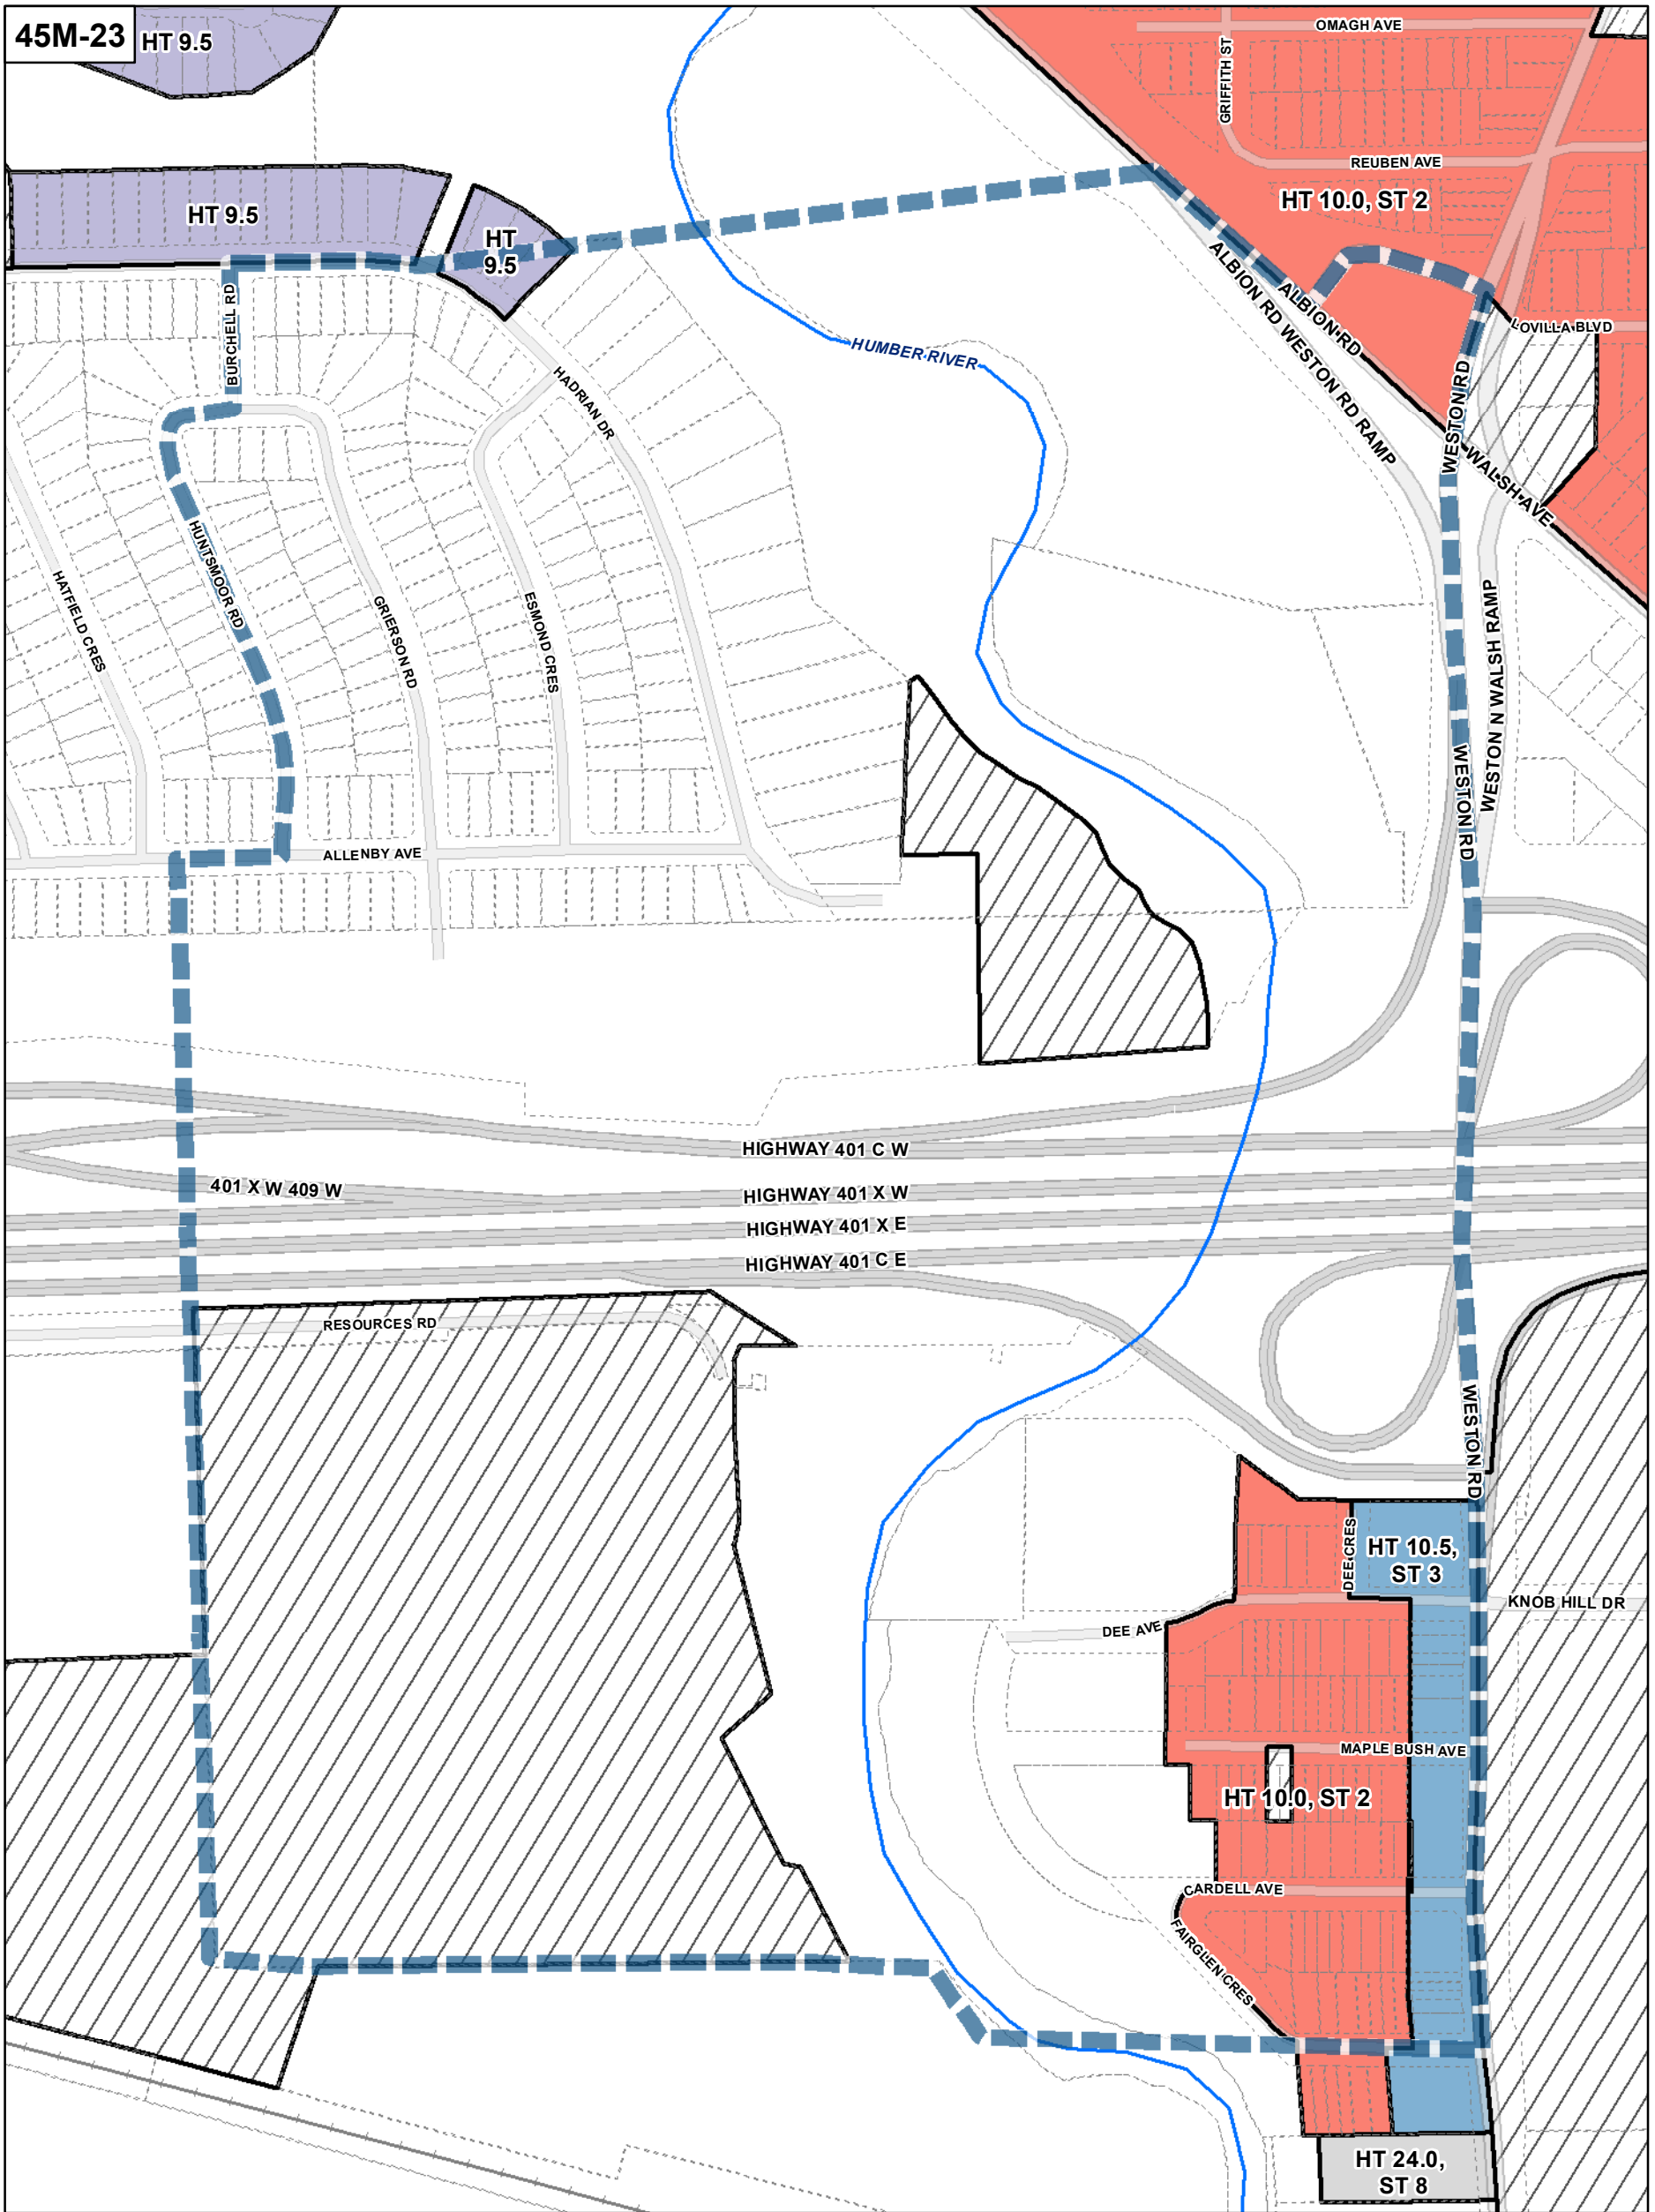 45M-23
HT 9.5
OMAGH AVE
GRIFFITH ST
REUBEN AVE
HT 10.0, ST 2
HT 9.5
HT
9.5
BURCHELL RD
ALBION RD WESTON RD RAMP
ALBION RD
LOVILLA BLVD
HUMBER RIVER
HADRIAN DR
WESTON RD
WALSH AVE
HUNTSMOOR RD
HATFIELD CRES
GRIERSON RD
ESMOND CRES
WESTON N WALSH RAMP
WESTON RD
ALLENBY AVE
HIGHWAY 401 C W
401 X W 409 W
HIGHWAY 401 X W
HIGHWAY 401 X E
HIGHWAY 401 C E
RESOURCES RD
WESTON RD
DEE CRES
HT 10.5,
ST 3
KNOB HILL DR
DEE AVE
MAPLE BUSH AVE
HT 10.0, ST 2
CARDELL AVE
FAIRGLEN CRES
HT 24.0,
ST 8